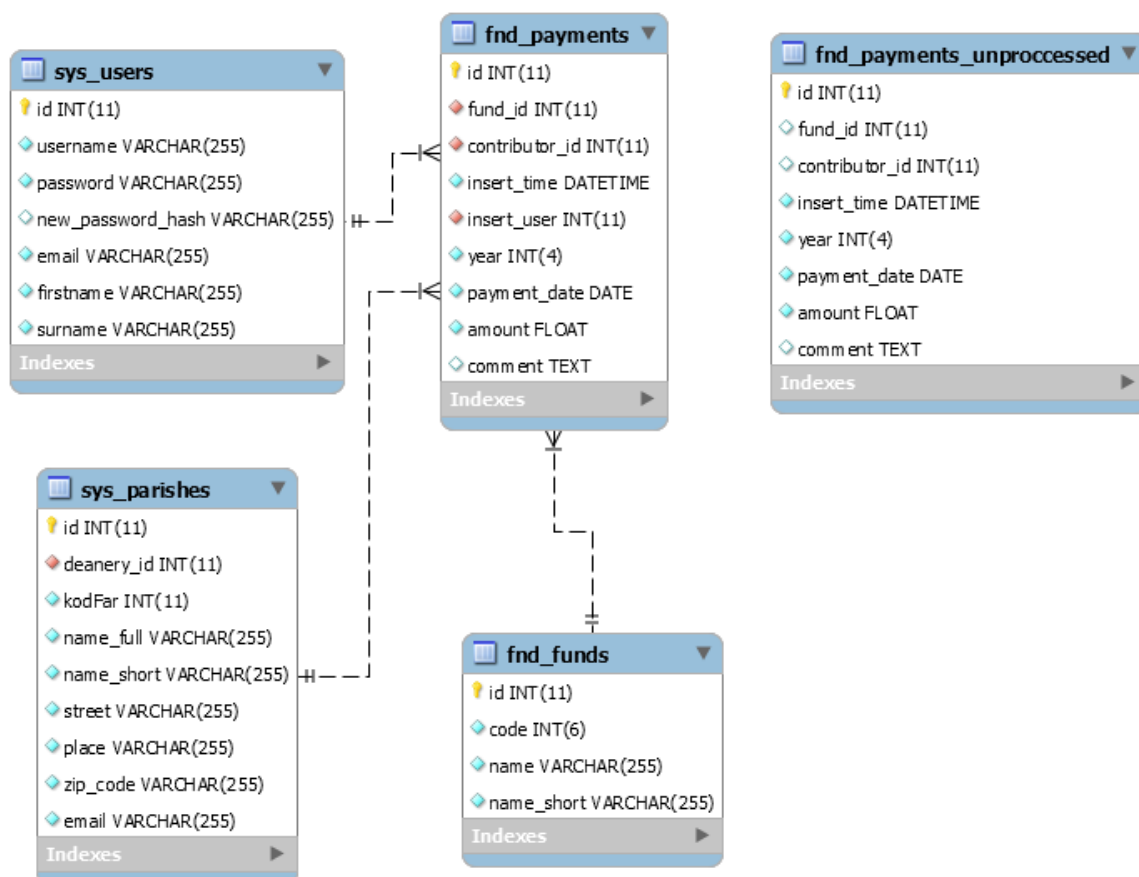 sys_users
id INT(11)
username VARCHAR(255)
password VARCHAR(255)
new_password_hash VARCHAR(255)
email VARCHAR(255)
firstname VARCHAR(255)
surname VARCHAR(255)
Indexes
fnd_payments
id INT(11)
fund_id INT(11)
contributor_id INT(11)
insert_time DATETIME
insert_user INT(11)
year INT(4)
payment_date DATE
amount FLOAT
comment TEXT
Indexes
fnd_payments_unproccessed
id INT(11)
fund_id INT(11)
contributor_id INT(11)
insert_time DATETIME
year INT(4)
payment_date DATE
amount FLOAT
comment TEXT
Indexes
sys_parishes
id INT(11)
deanery_id INT(11)
kodFar INT(11)
name_full VARCHAR(255)
name_short VARCHAR(255)
street VARCHAR(255)
place VARCHAR(255)
zip_code VARCHAR(255)
email VARCHAR(255)
Indexes
fnd_funds
id INT(11)
code INT(6)
name VARCHAR(255)
name_short VARCHAR(255)
Indexes